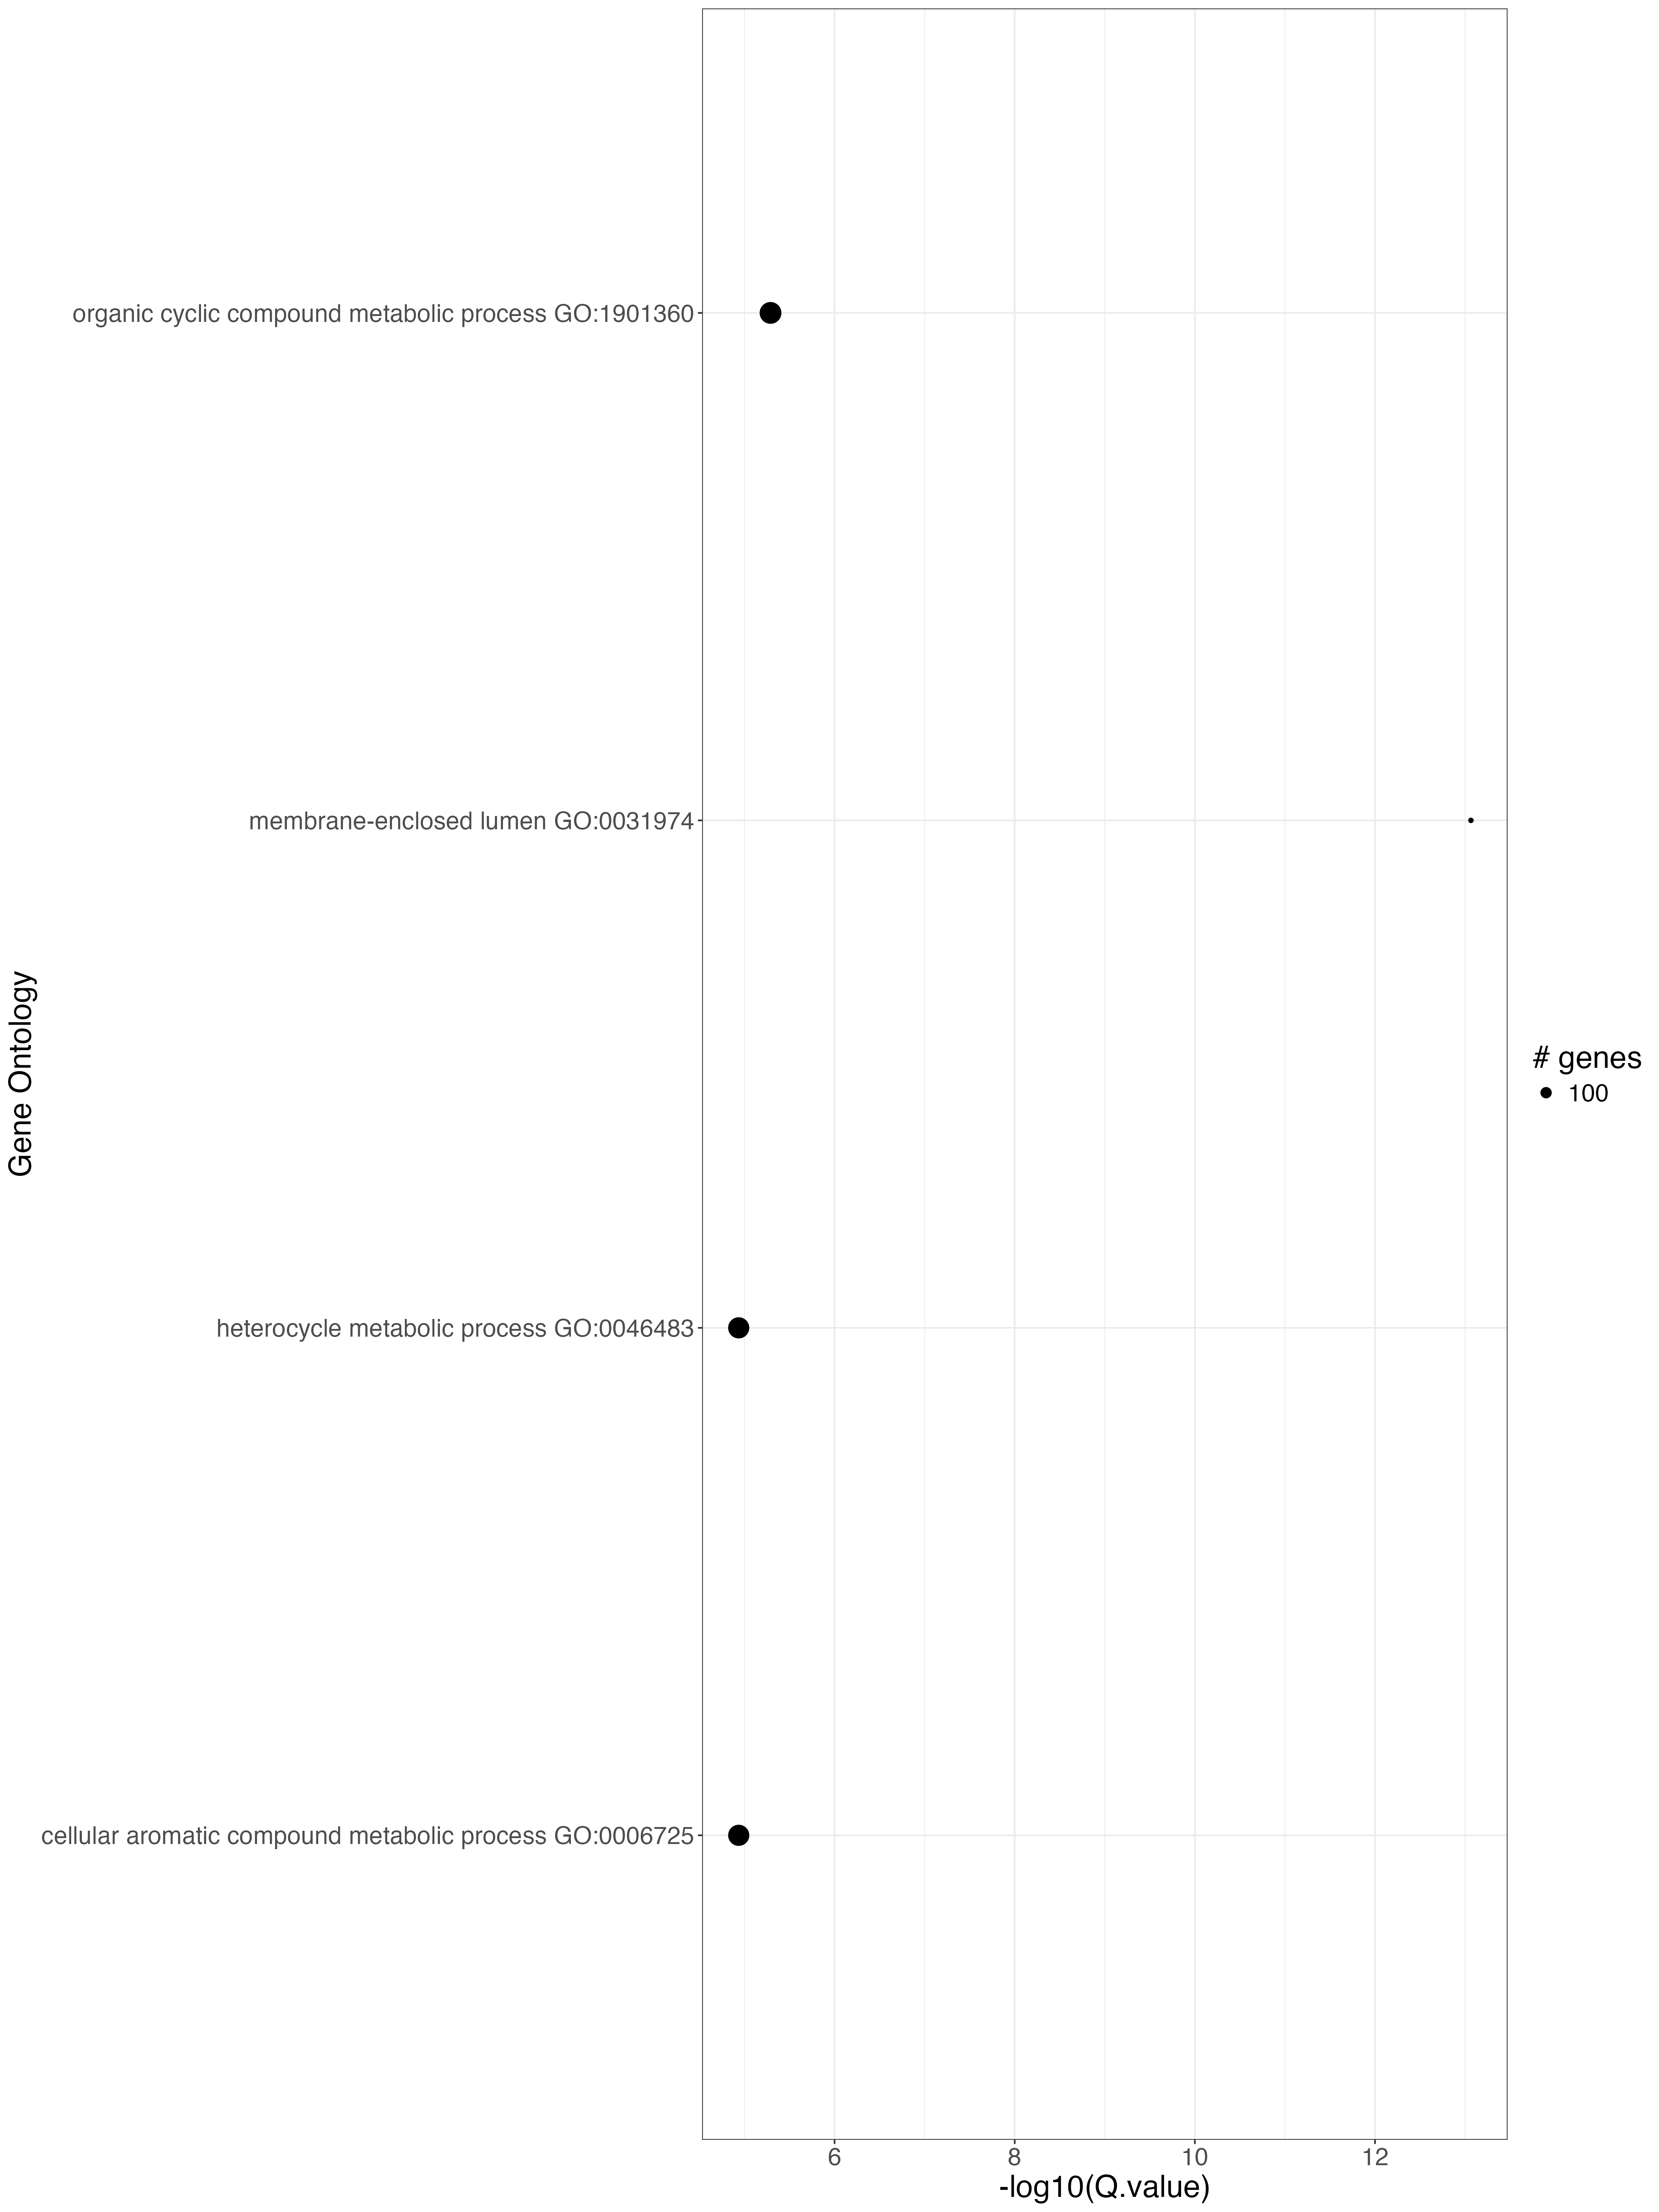 organic cyclic compound metabolic process GO:1901360
membrane-enclosed lumen GO:0031974
heterocycle metabolic process GO:0046483
cellular aromatic compound metabolic process GO:0006725
Gene Ontology
6 8 10 12
-log10(Q.value)
# genes
100